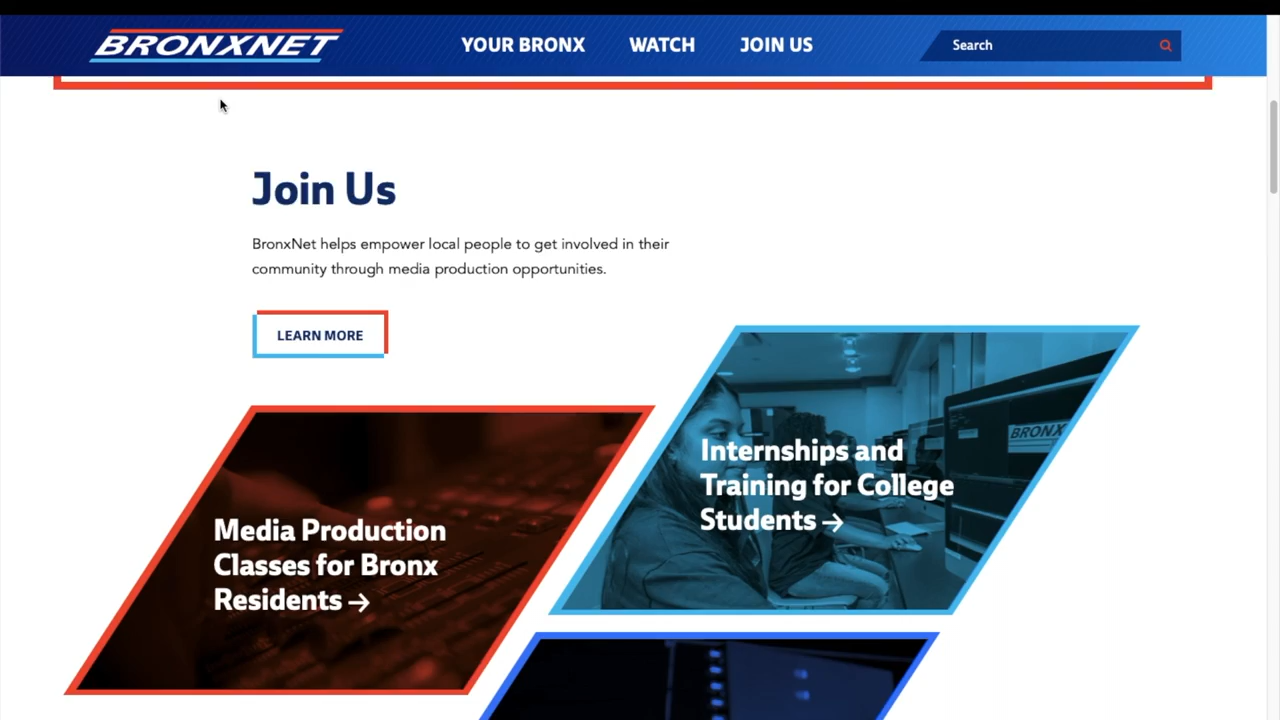 BRONXNET
YOUR BRONX
WATCH
JOIN US
Search
Join Us
BronxNet helps empower local people to get involved in their
community through media production opportunities.
LEARN MORE
Internships and
Training for College
Students →
BRONX
Media Production
Classes for Bronx
Residents →